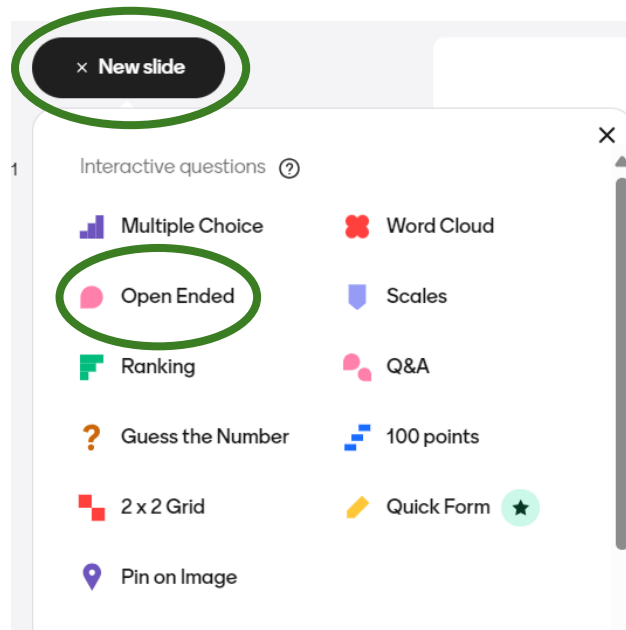 × New slide
1
Interactive questions ?
Multiple Choice
Word Cloud
Open Ended
Scales
Ranking
Q&A
Guess the Number
100 points
2 x 2 Grid
Quick Form
Pin on Image